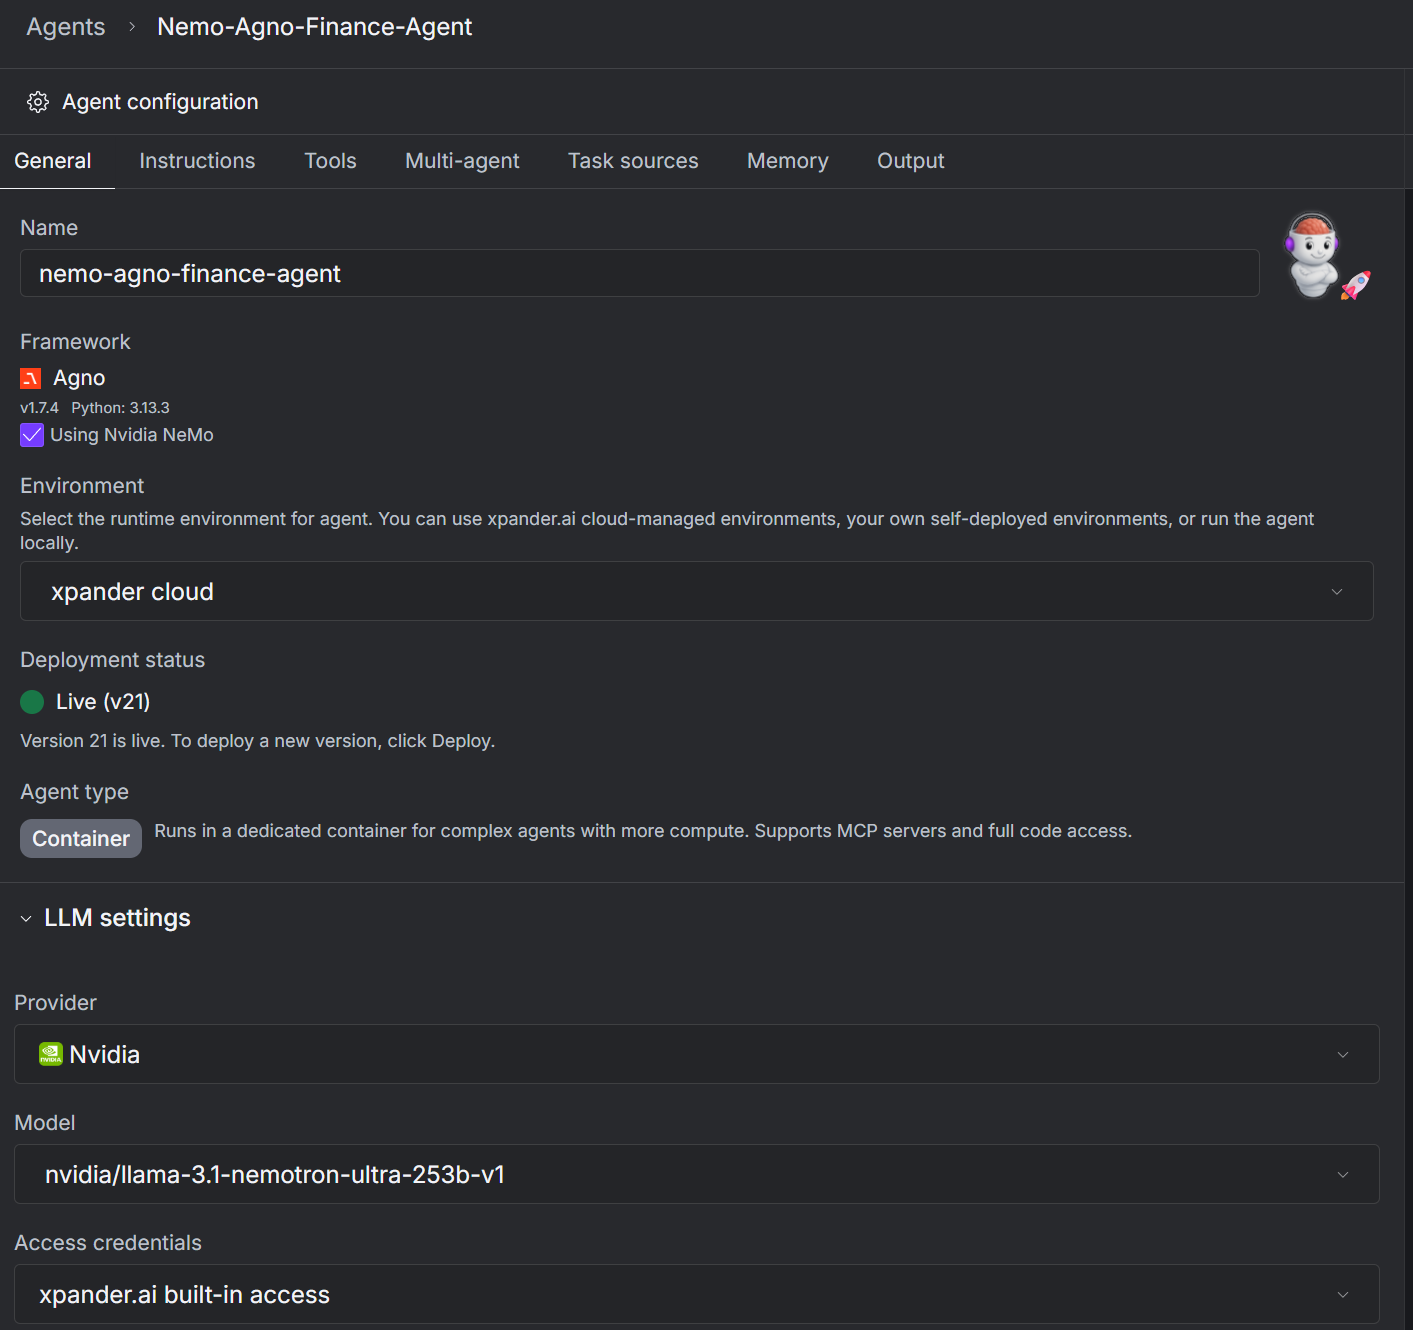 Agents > Nemo-Agno-Finance-Agent
Agent configuration
General Instructions Tools Multi-agent Task sources Memory Output
Name
nemo-agno-finance-agent
Framework
Agno
v1.7.4 Python: 3.13.3
Using Nvidia NeMo
Environment
Select the runtime environment for agent. You can use xpander.ai cloud-managed environments, your own self-deployed environments, or run the agent
locally.
xpander cloud
Deployment status
Live (v21)
Version 21 is live. To deploy a new version, click Deploy.
Agent type
Container Runs in a dedicated container for complex agents with more compute. Supports MCP servers and full code access.
LLM settings
Provider
NVIDIA Nvidia
Model
nvidia/llama-3.1-nemotron-ultra-253b-v1
Access credentials
xpander.ai built-in access